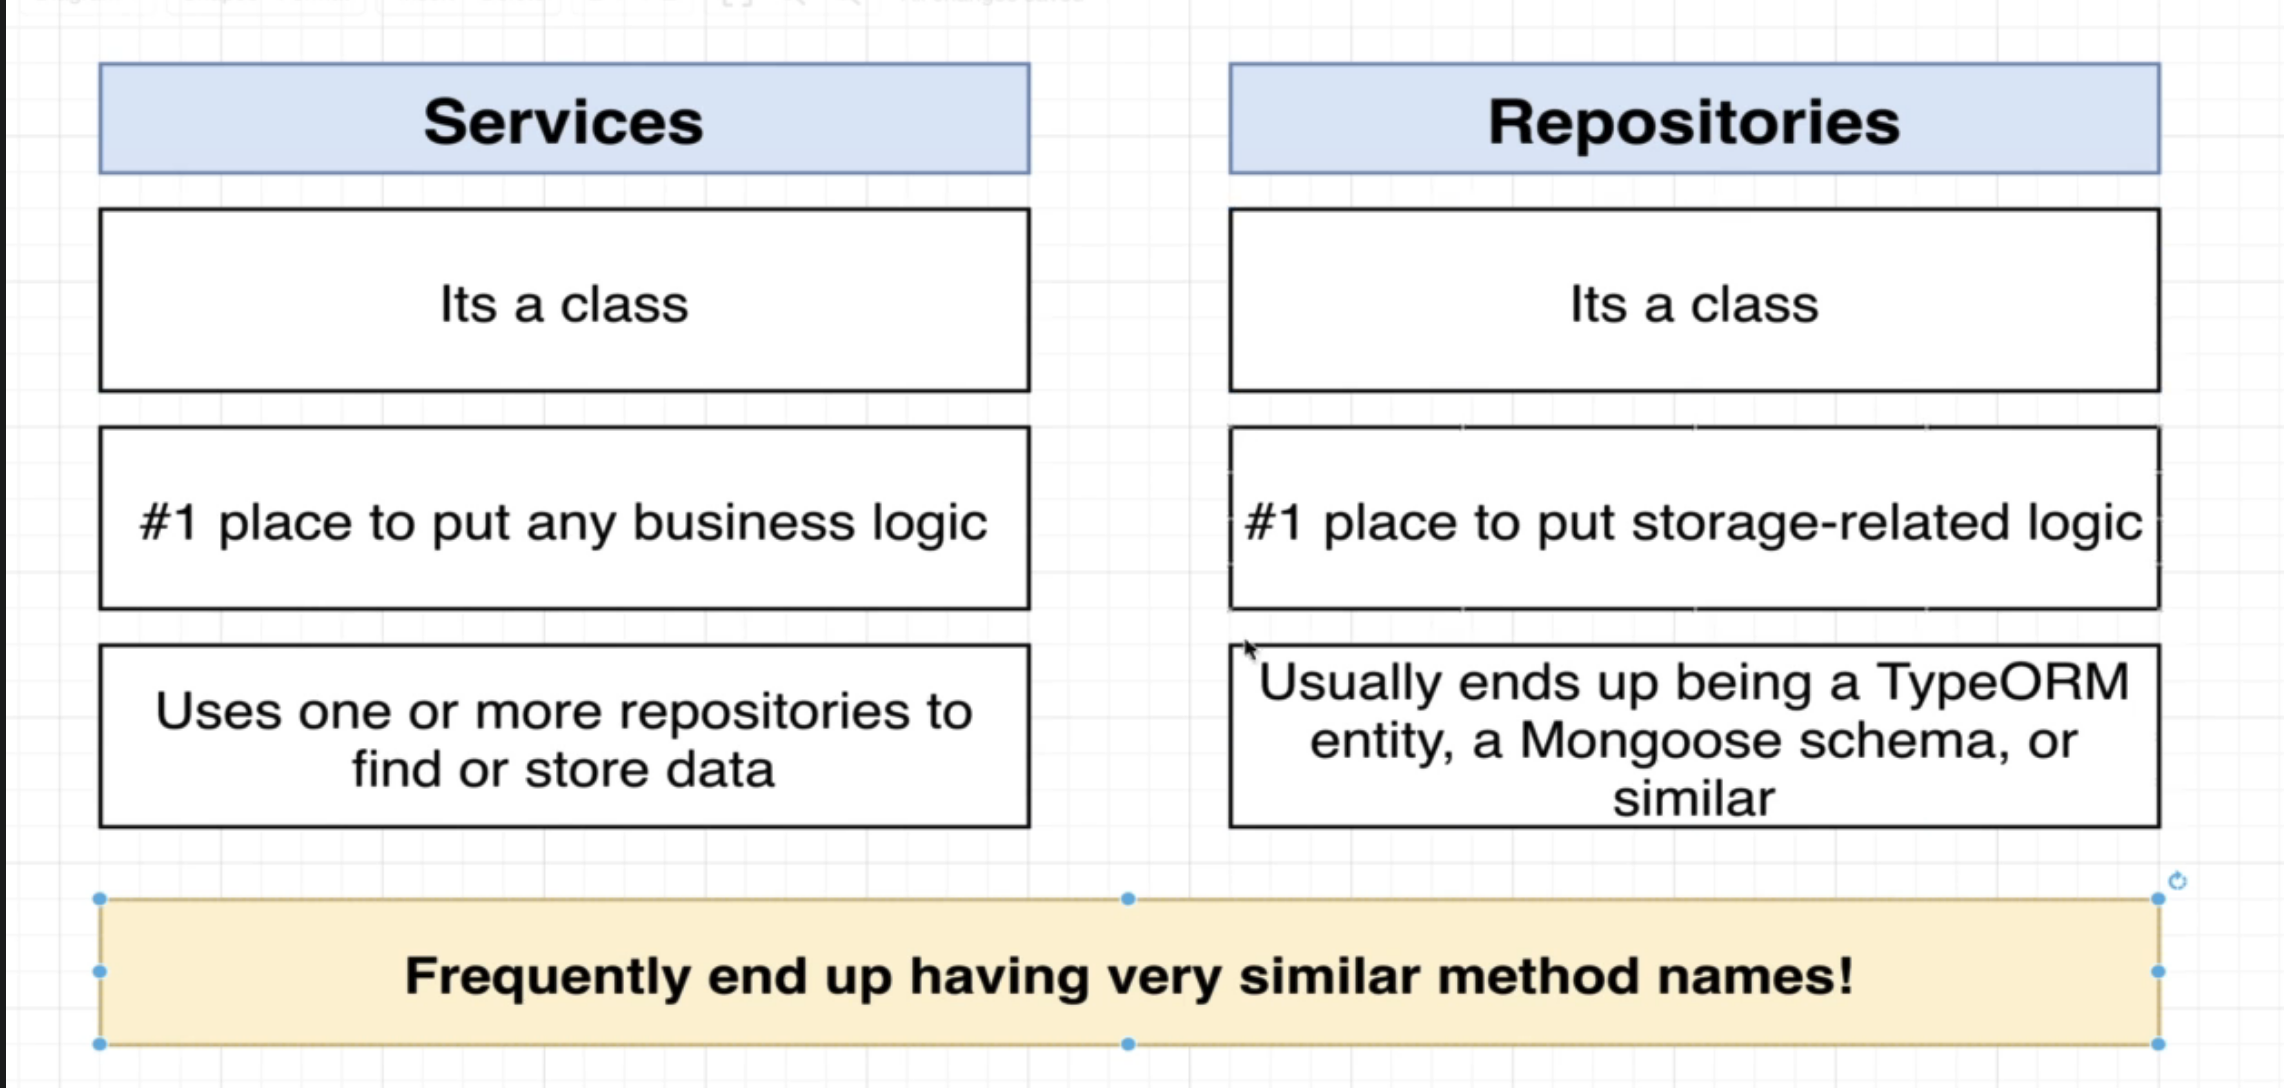 Services
Repositories
Its a class
Its a class
#1 place to put any business logic
#1 place to put storage-related logic
Uses one or more repositories to
find or store data
Usually ends up being a TypeORM
entity, a Mongoose schema, or
similar
Frequently end up having very similar method names!